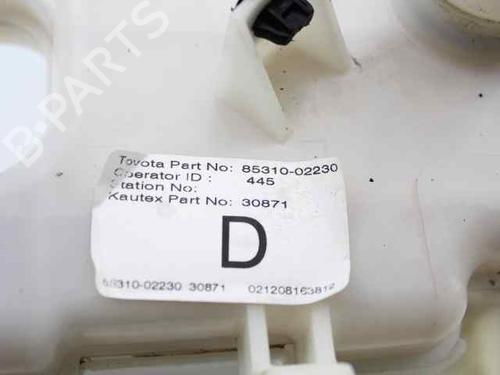 B-PARTS
Toyota Part No: 85310-02230
Operator ID : 445
Station No:
Kautex Part No: 30871
D
85310-02230 30871 021208163812